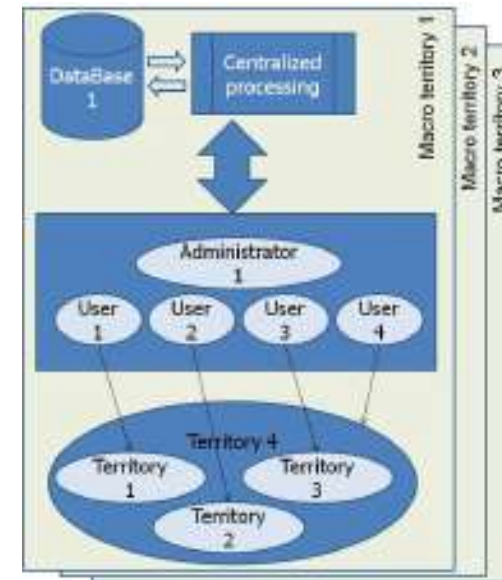 DataBase
1
Centralized
processing
Macro territory 1
Macro territory 2
Macro territory 3
Administrator
1
User
1
User
2
User
3
User
4
Territory 4
Territory
1
Territory
3
Territory
2